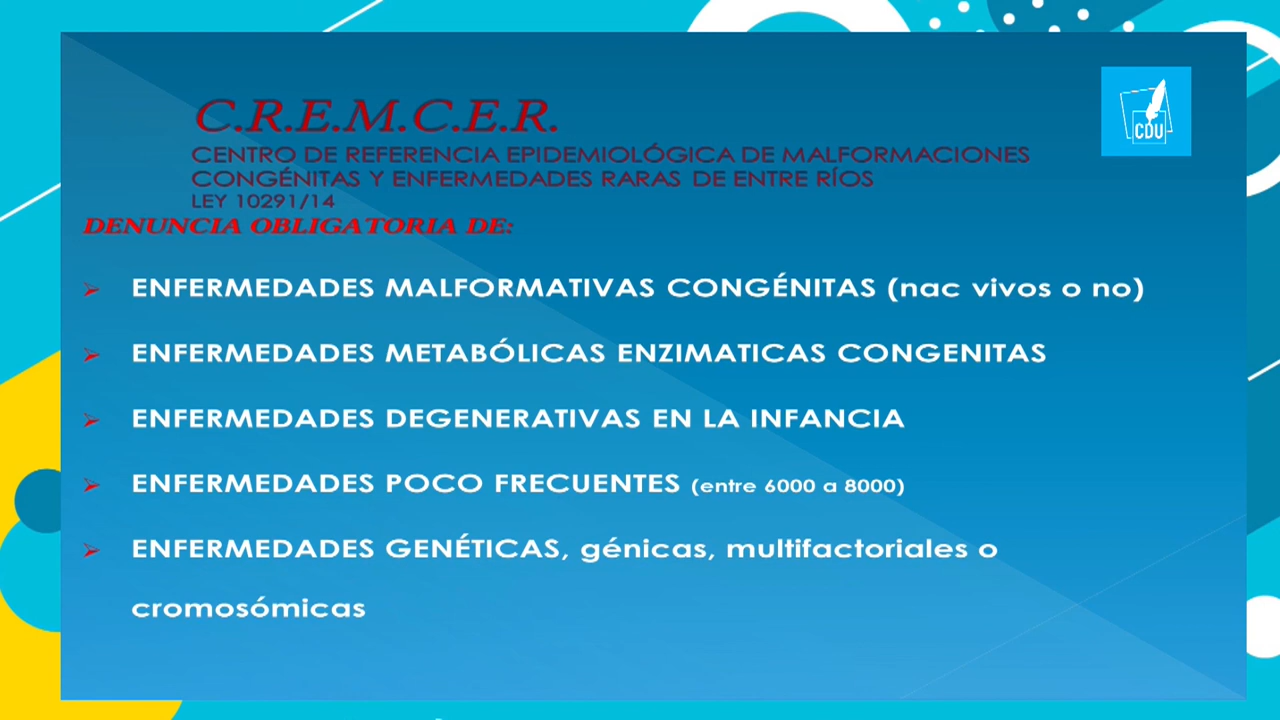 C.R.E.M.C.E.R.
CENTRO DE REFERENCIA EPIDEMIOLÓGICA DE MALFORMACIONES
CONGÉNITAS Y ENFERMEDADES RARAS DE ENTRE RÍOS
LEY 10291/14
DENUNCIA OBLIGATORIA DE:
CDU
ENFERMEDADES MALFORMATIVAS CONGÉNITAS (nac vivos o no)
ENFERMEDADES METABÓLICAS ENZIMATICAS CONGENITAS
ENFERMEDADES DEGENERATIVAS EN LA INFANCIA
ENFERMEDADES POCO FRECUENTES (entre 6000 a 8000)
ENFERMEDADES GENÉTICAS, génicas, multifactoriales o
cromosómicas